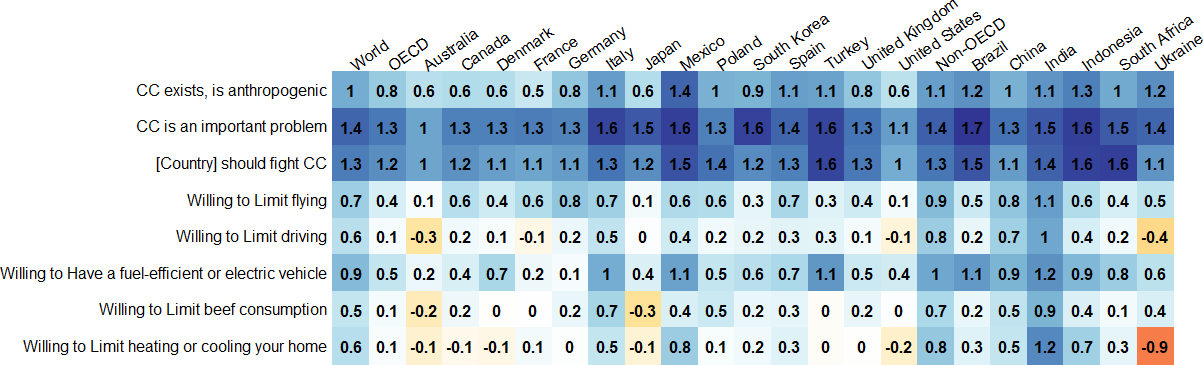 World OECD Australia Canada Denmark France Germany Italy Japan Mexico Poland South Korea Spain Turkey United Kingdom United States Non-OECD Brazil China India Indonesia South Africa Ukraine
CC exists, is anthropogenic 1 0.8 0.6 0.6 0.6 0.5 0.8 1.1 0.6 1.4 1 0.9 1.1 1.1 0.8 0.6 1.1 1.2 1 1.1 1.3 1 1.2
CC is an important problem 1.4 1.3 1 1.3 1.3 1.3 1.3 1.6 1.5 1.6 1.3 1.6 1.4 1.6 1.3 1.1 1.4 1.7 1.3 1.5 1.6 1.5 1.4
[Country] should fight CC 1.3 1.2 1 1.2 1.1 1.1 1.1 1.3 1.2 1.5 1.4 1.2 1.3 1.6 1.3 1 1.3 1.5 1.1 1.4 1.6 1.6 1.1
Willing to Limit flying 0.7 0.4 0.1 0.6 0.4 0.6 0.8 0.7 0.1 0.6 0.6 0.3 0.7 0.3 0.4 0.1 0.9 0.5 0.8 1.1 0.6 0.4 0.5
Willing to Limit driving 0.6 0.1 -0.3 0.2 0.1 -0.1 0.2 0.5 0 0.4 0.2 0.2 0.3 0.3 0.1 -0.1 0.8 0.2 0.7 1 0.4 0.2 -0.4
Willing to Have a fuel-efficient or electric vehicle 0.9 0.5 0.2 0.4 0.7 0.2 0.1 1 0.4 1.1 0.5 0.6 0.7 1.1 0.5 0.4 1 1.1 0.9 1.2 0.9 0.8 0.6
Willing to Limit beef consumption 0.5 0.1 -0.2 0.2 0 0 0.2 0.7 -0.3 0.4 0.5 0.2 0.3 0 0.2 0 0.7 0.2 0.5 0.9 0.4 0.1 0.4
Willing to Limit heating or cooling your home 0.6 0.1 -0.1 -0.1 -0.1 0.1 0 0.5 -0.1 0.8 0.1 0.2 0.3 0 0 -0.2 0.8 0.3 0.5 1.2 0.7 0.3 -0.9